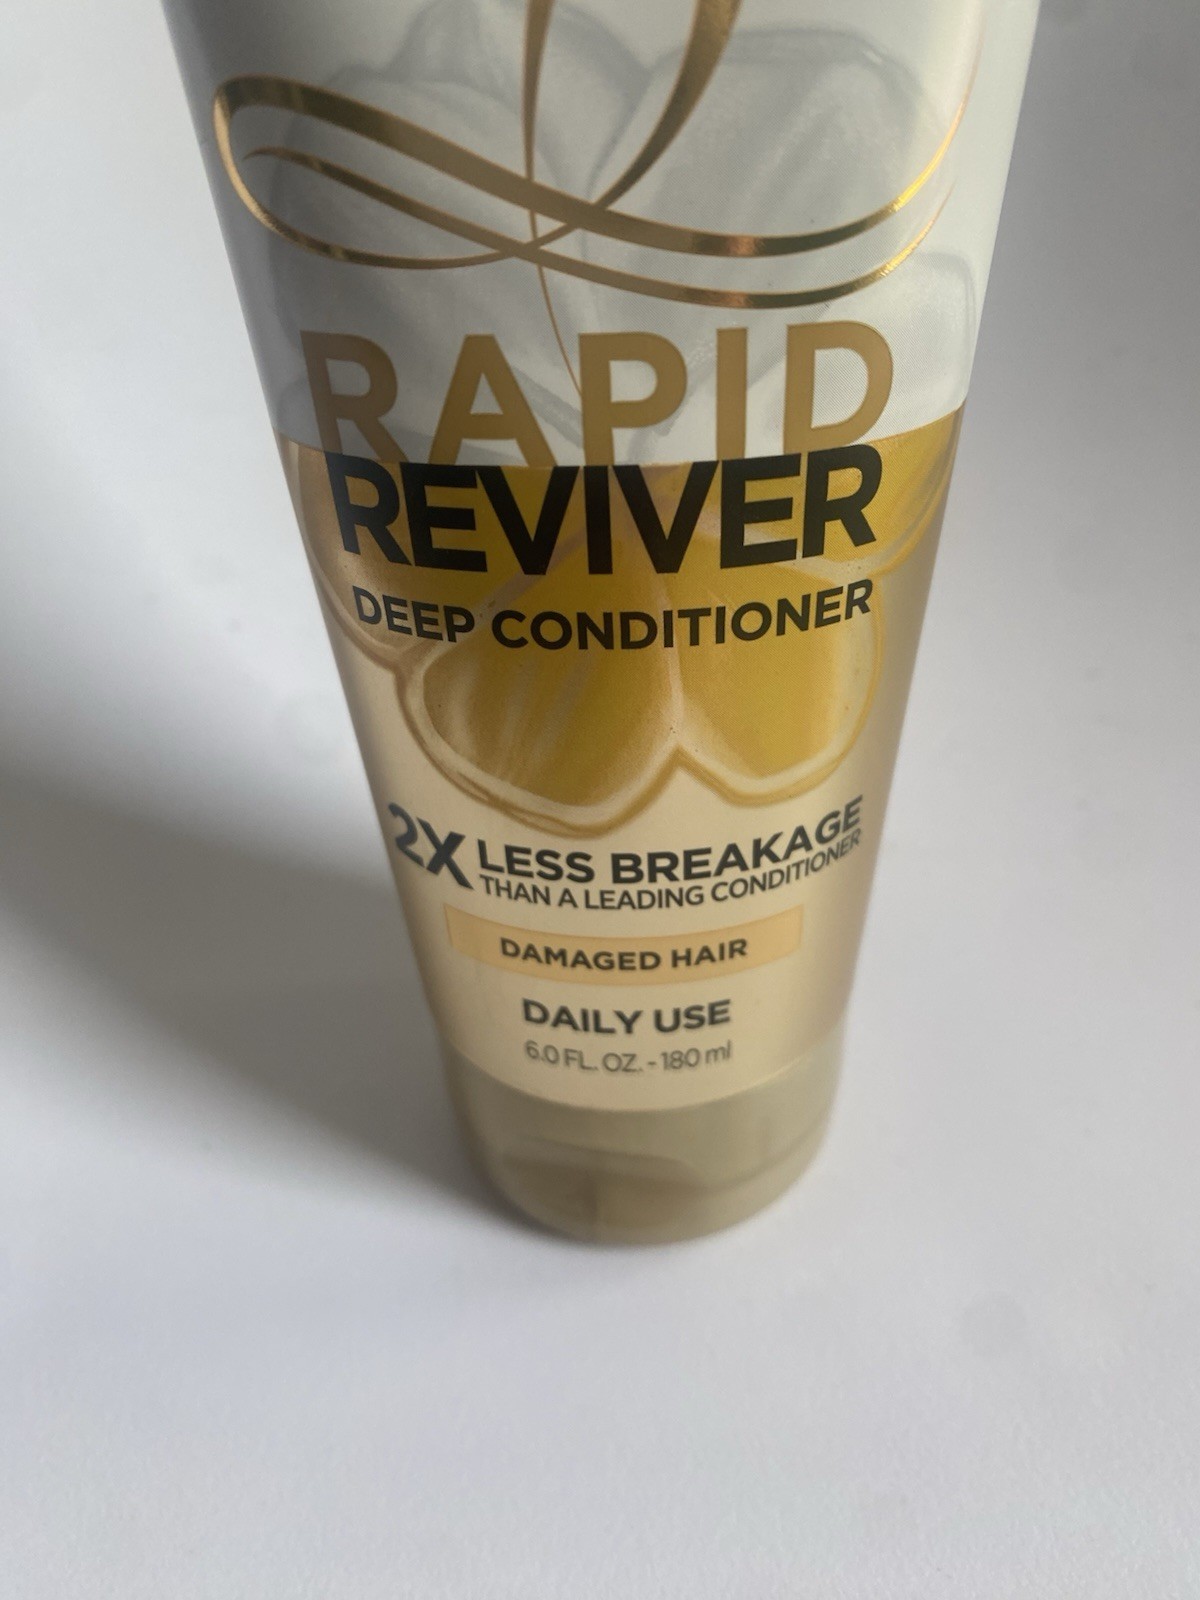 RAPID
REVIVER
DEEP CONDITIONER
2X LESS BREAKAGE
THAN A LEADING CONDITIONER
DAMAGED HAIR
DAILY USE
6.0 FL. OZ. - 180 ml